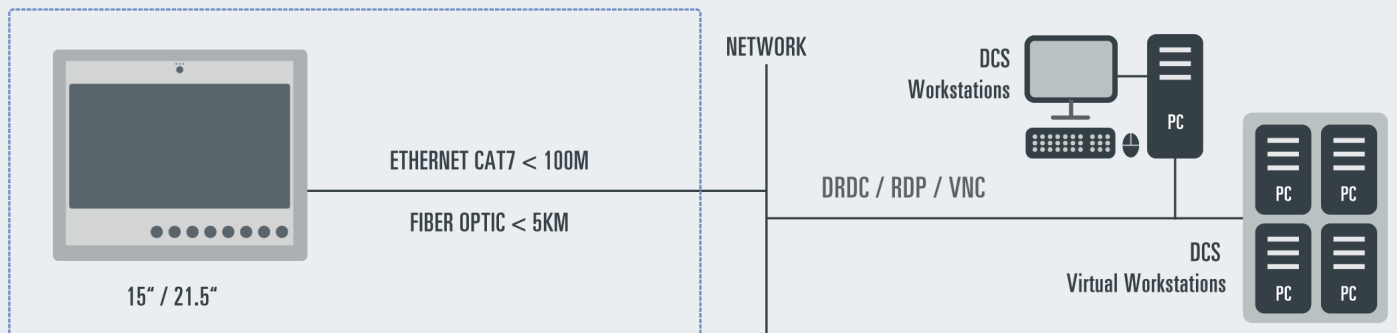 NETWORK
DCS
Workstations
PC
ETHERNET CAT7 < 100M
DRDC / RDP / VNC
FIBER OPTIC < 5KM
PC
PC
DCS
Virtual Workstations
PC
PC
15“ / 21.5“